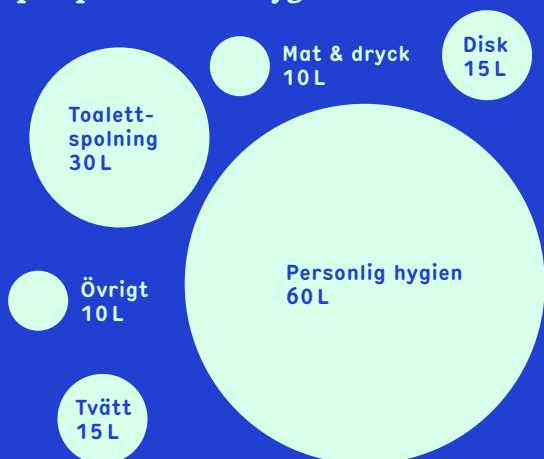 Mat & dryck
10 L
Disk
15 L
Toalett-
spolning
30 L
Personlig hygien
60 L
Övrigt
10 L
Tvätt
15 L